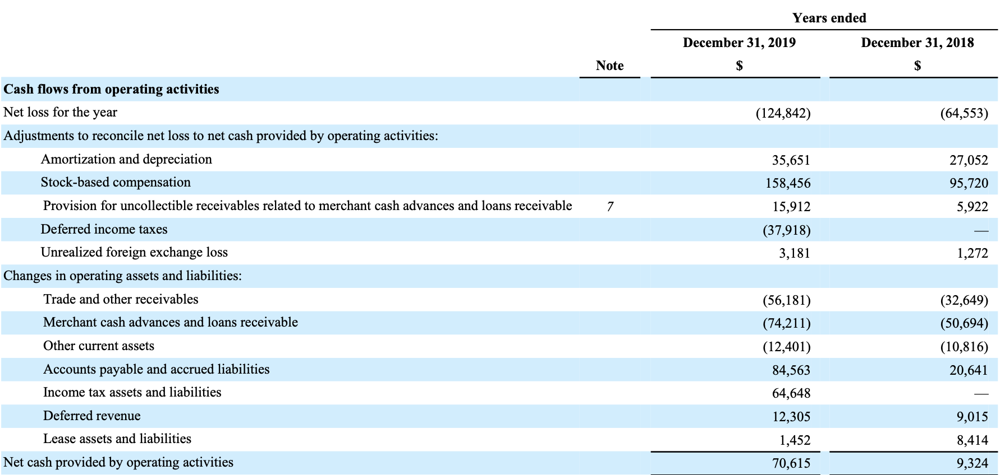 Years ended
December 31, 2019 December 31, 2018
Note $ $
Cash flows from operating activities
Net loss for the year (124,842) (64,553)
Adjustments to reconcile net loss to net cash provided by operating activities:
Amortization and depreciation 35,651 27,052
Stock-based compensation 158,456 95,720
Provision for uncollectible receivables related to merchant cash advances and loans receivable 7 15,912 5,922
Deferred income taxes (37,918) —
Unrealized foreign exchange loss 3,181 1,272
Changes in operating assets and liabilities:
Trade and other receivables (56,181) (32,649)
Merchant cash advances and loans receivable (74,211) (50,694)
Other current assets (12,401) (10,816)
Accounts payable and accrued liabilities 84,563 20,641
Income tax assets and liabilities 64,648 —
Deferred revenue 12,305 9,015
Lease assets and liabilities 1,452 8,414
Net cash provided by operating activities 70,615 9,324